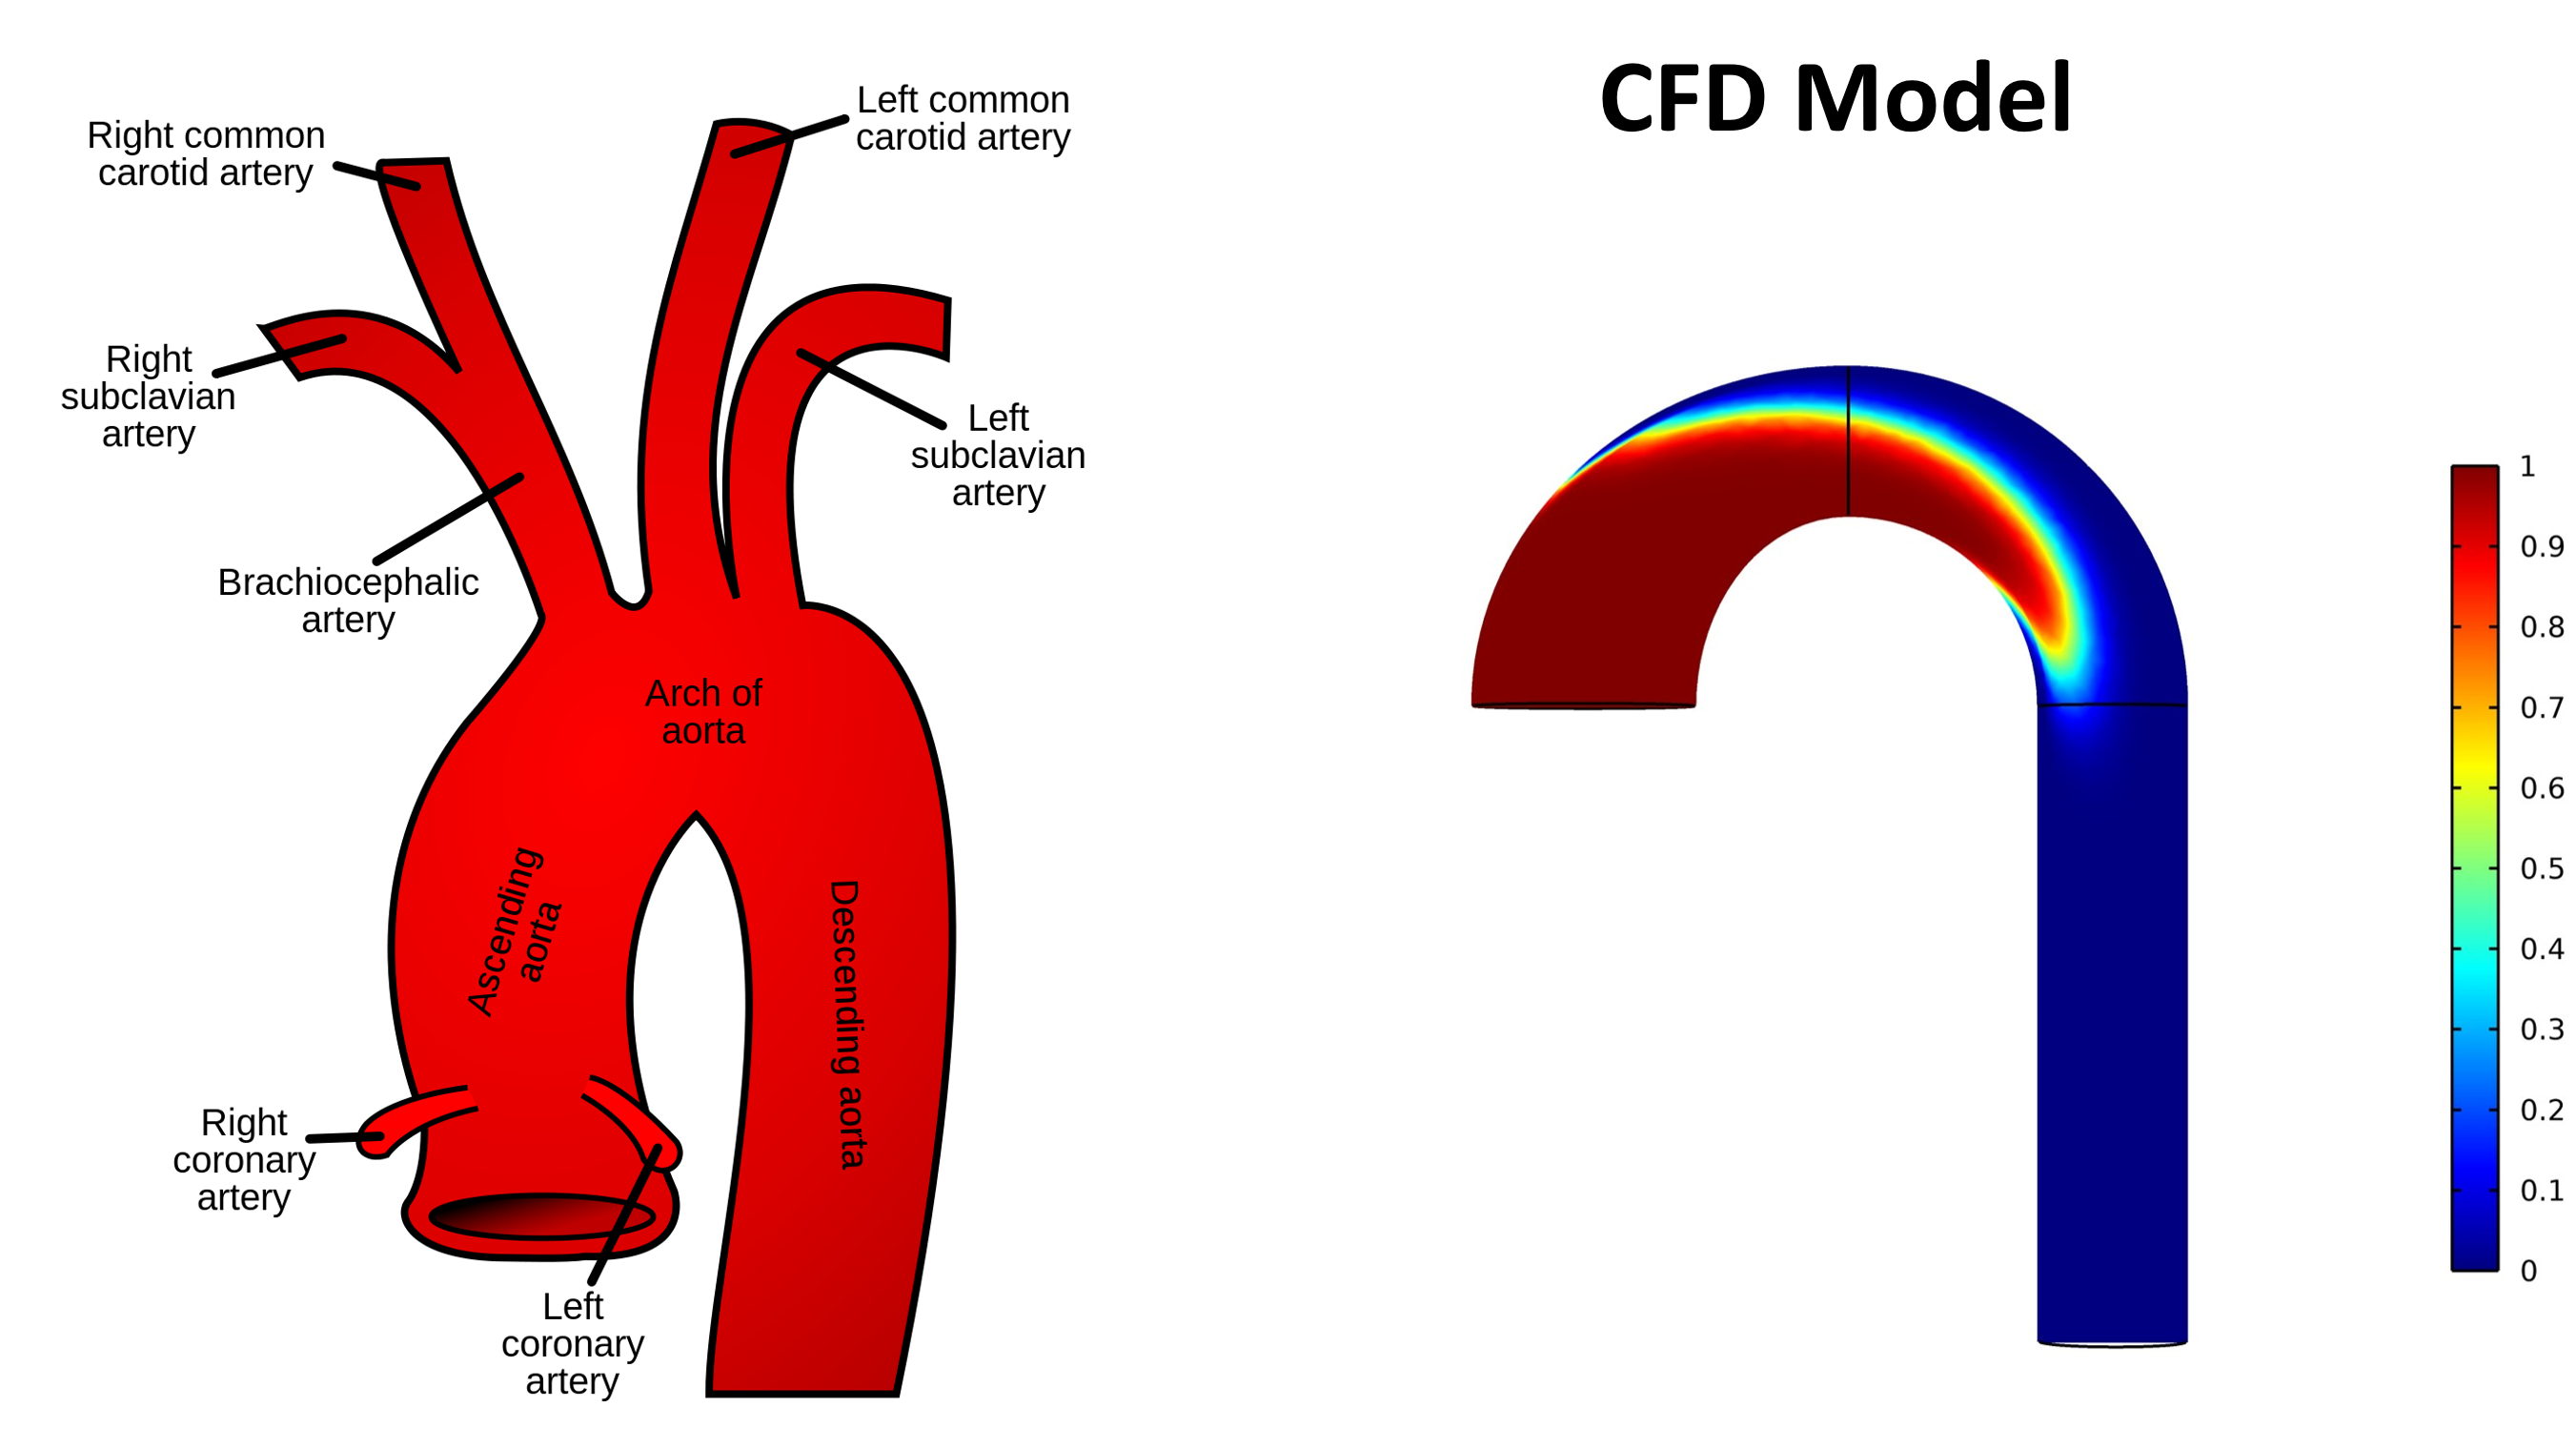 CFD Model
Left common
carotid artery
Right common
carotid artery
Right
subclavian
artery
Left
subclavian
artery
Brachiocephalic
artery
Arch of
aorta
Ascending
aorta
Descending aorta
Right
coronary
artery
Left
coronary
artery
1
0.9
0.8
0.7
0.6
0.5
0.4
0.3
0.2
0.1
0